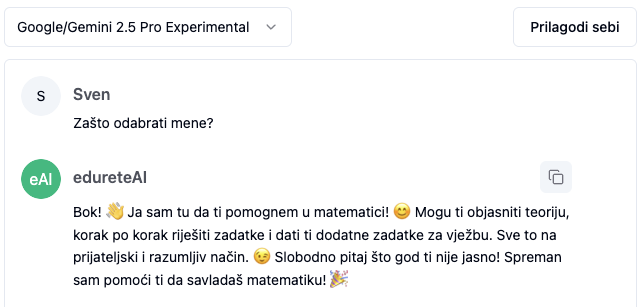 Google/Gemini 2.5 Pro Experimental
Prilagodi sebi
S
Sven
Zašto odabrati mene?
eAI
edureteAI
Bok! 👋 Ja sam tu da ti pomognem u matematici! 😊 Mogu ti objasniti teoriju,
korak po korak riješiti zadatke i dati ti dodatne zadatke za vježbu. Sve to na
prijateljski i razumljiv način. 😉 Slobodno pitaj što god ti nije jasno! Spreman
sam pomoći ti da savladaš matematiku! 🎉